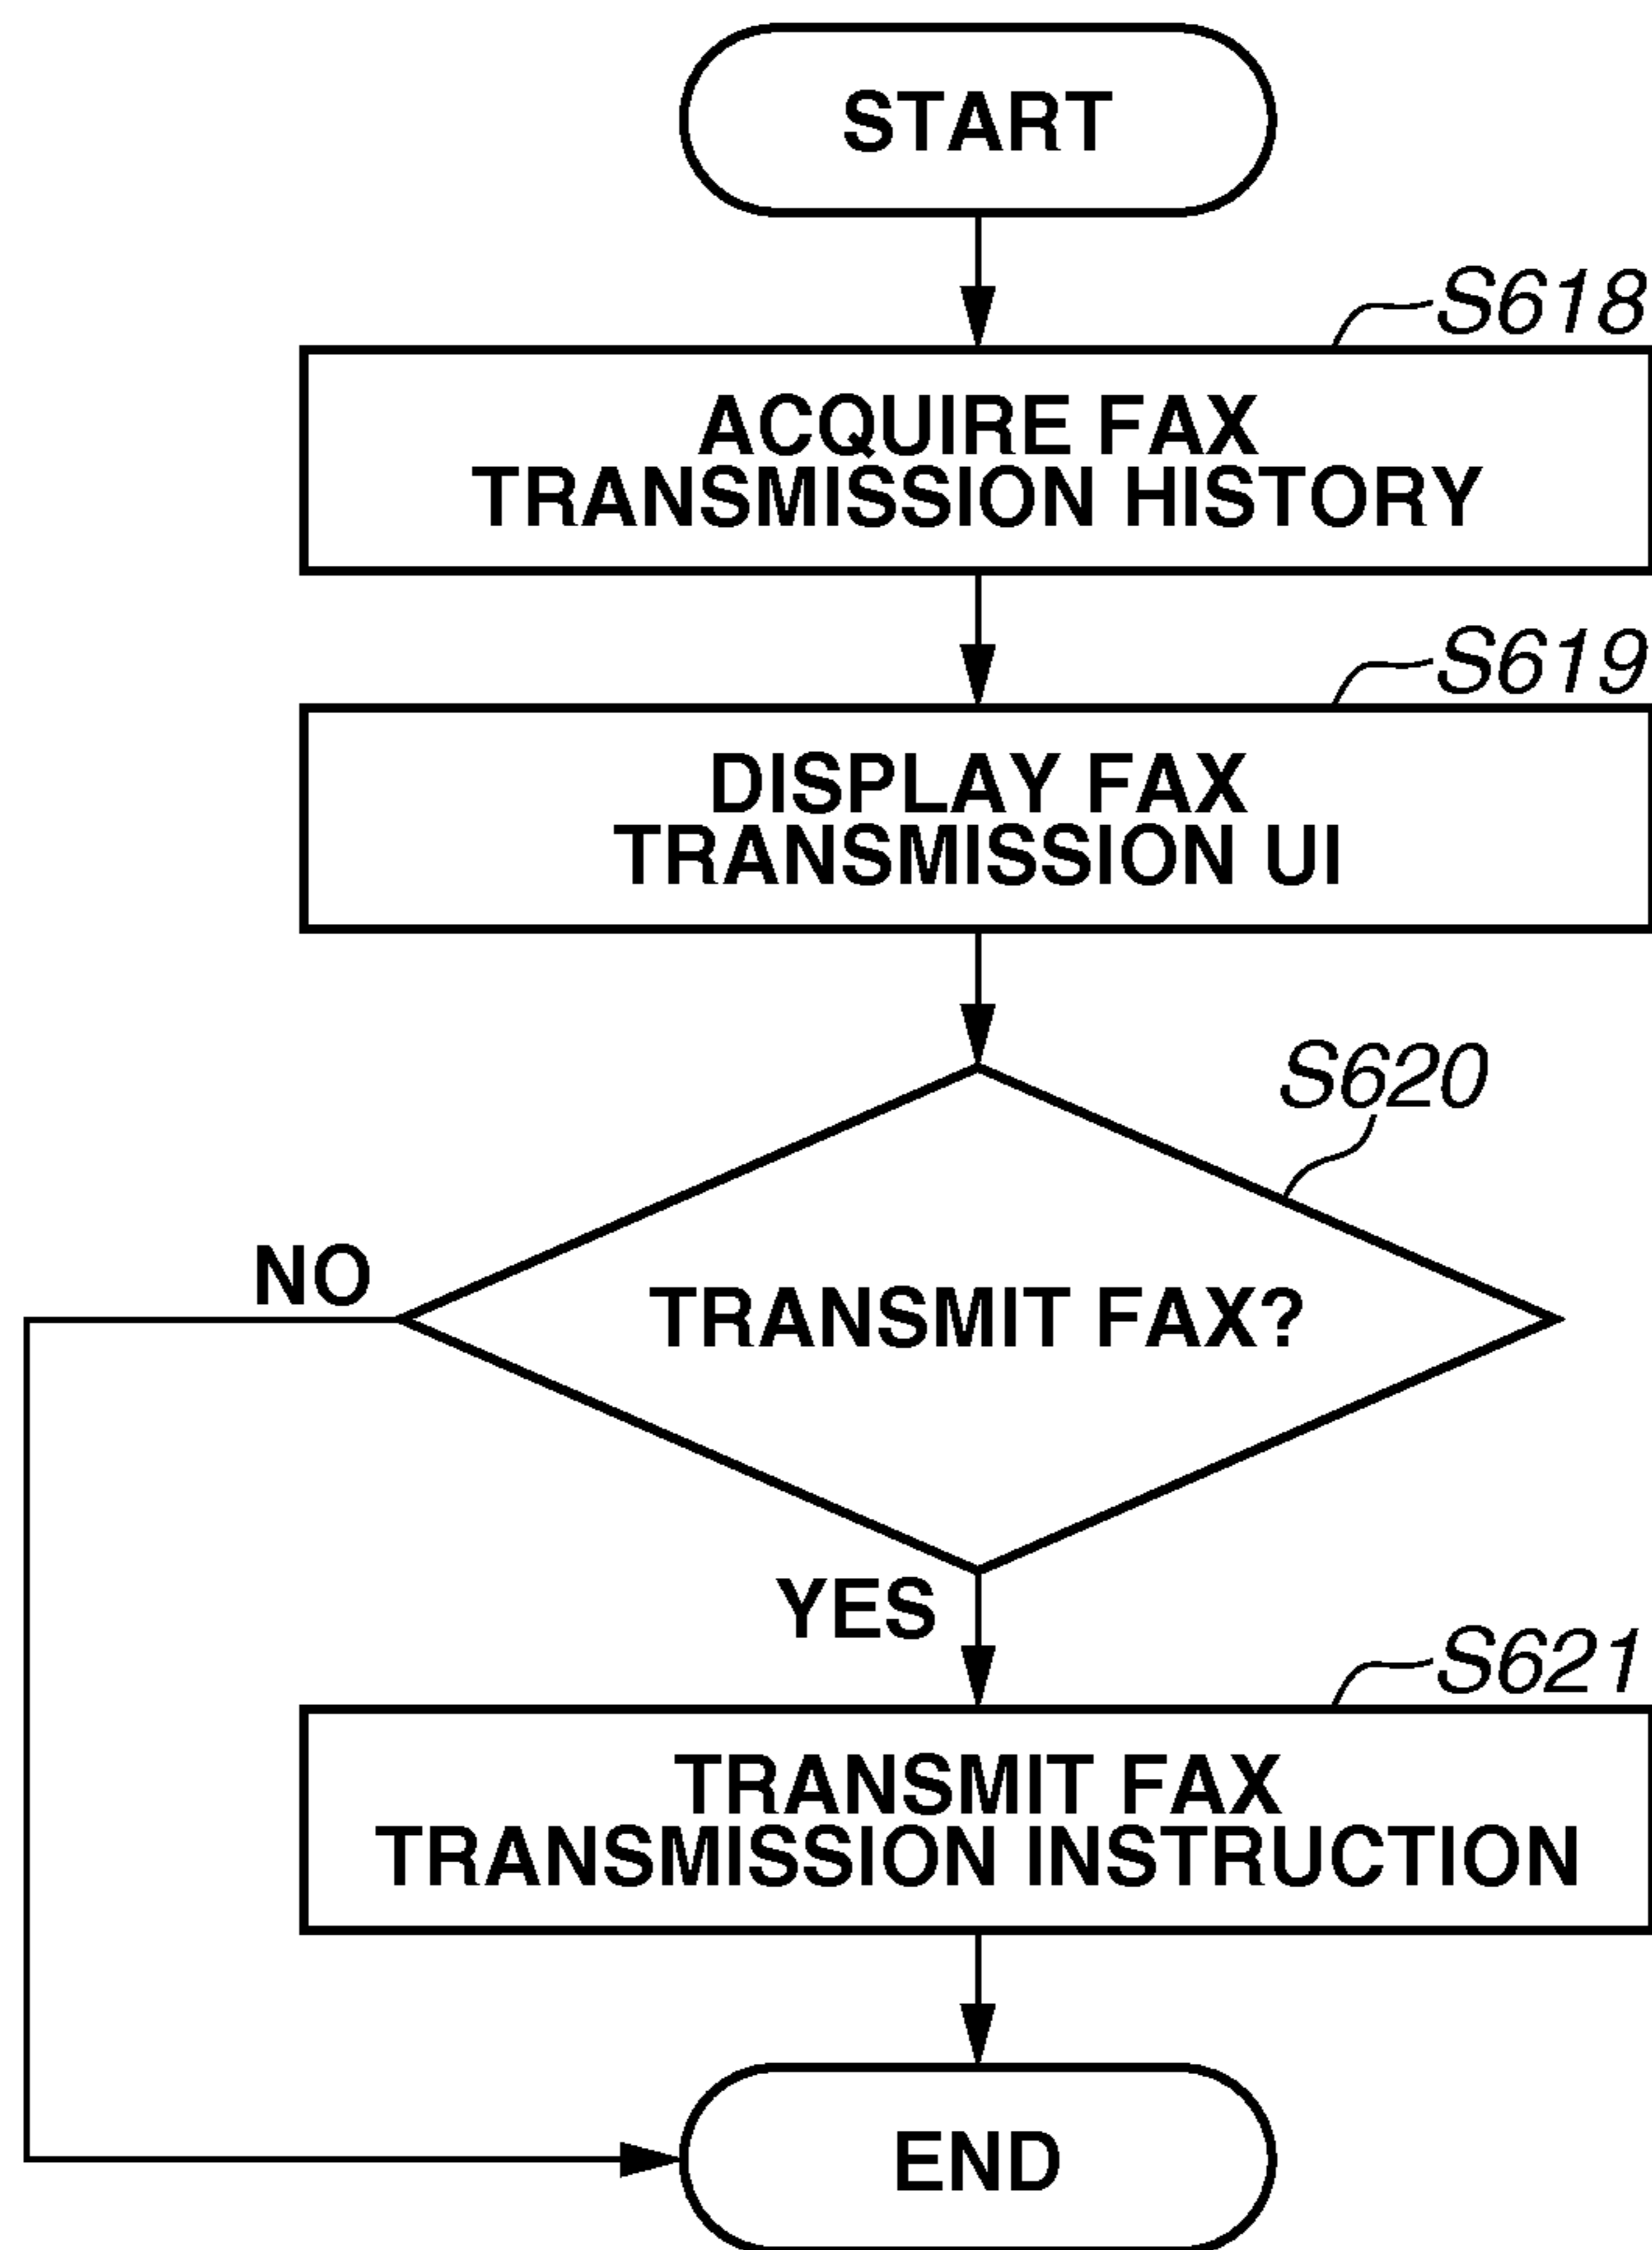 START
S618
ACQUIRE FAX
TRANSMISSION HISTORY
S619
DISPLAY FAX
TRANSMISSION UI
S620
TRANSMIT FAX?
NO
YES
S621
TRANSMIT FAX
TRANSMISSION INSTRUCTION
END